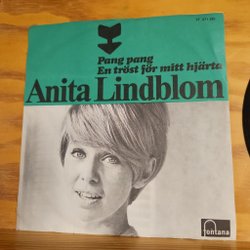 Pang pang
En tröst för mitt hjärta
Anita Lindblom
fontana